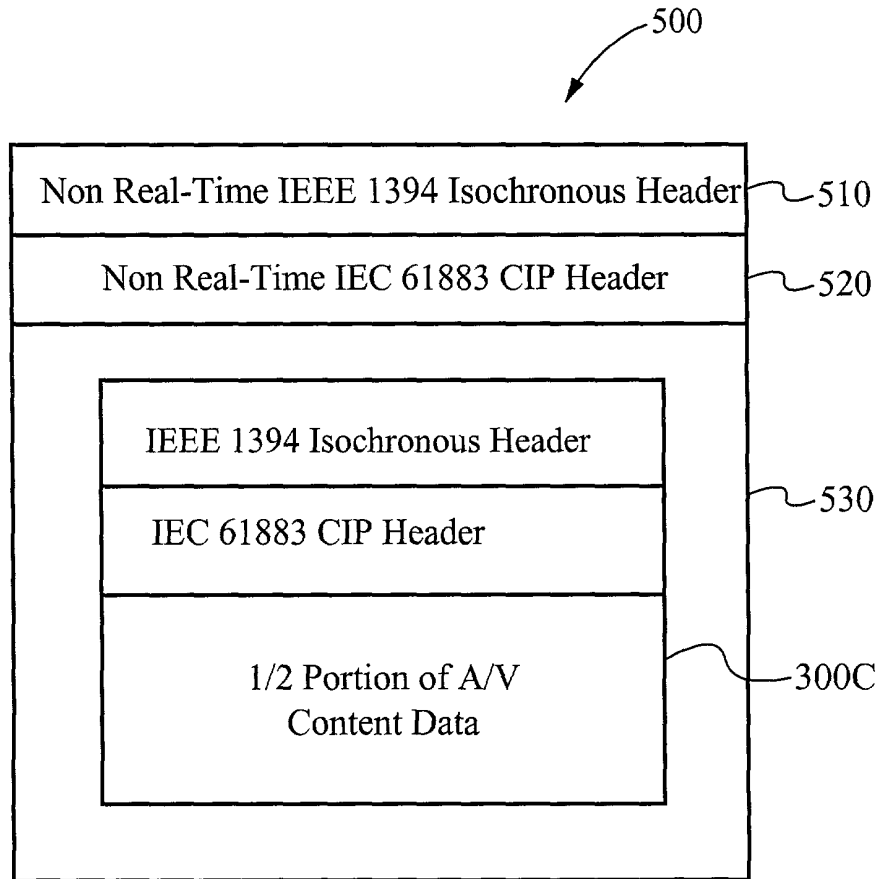 500
Non Real-Time IEEE 1394 Isochronous Header
510
Non Real-Time IEC 61883 CIP Header
520
IEEE 1394 Isochronous Header
530
IEC 61883 CIP Header
1/2 Portion of A/V
300C
Content Data